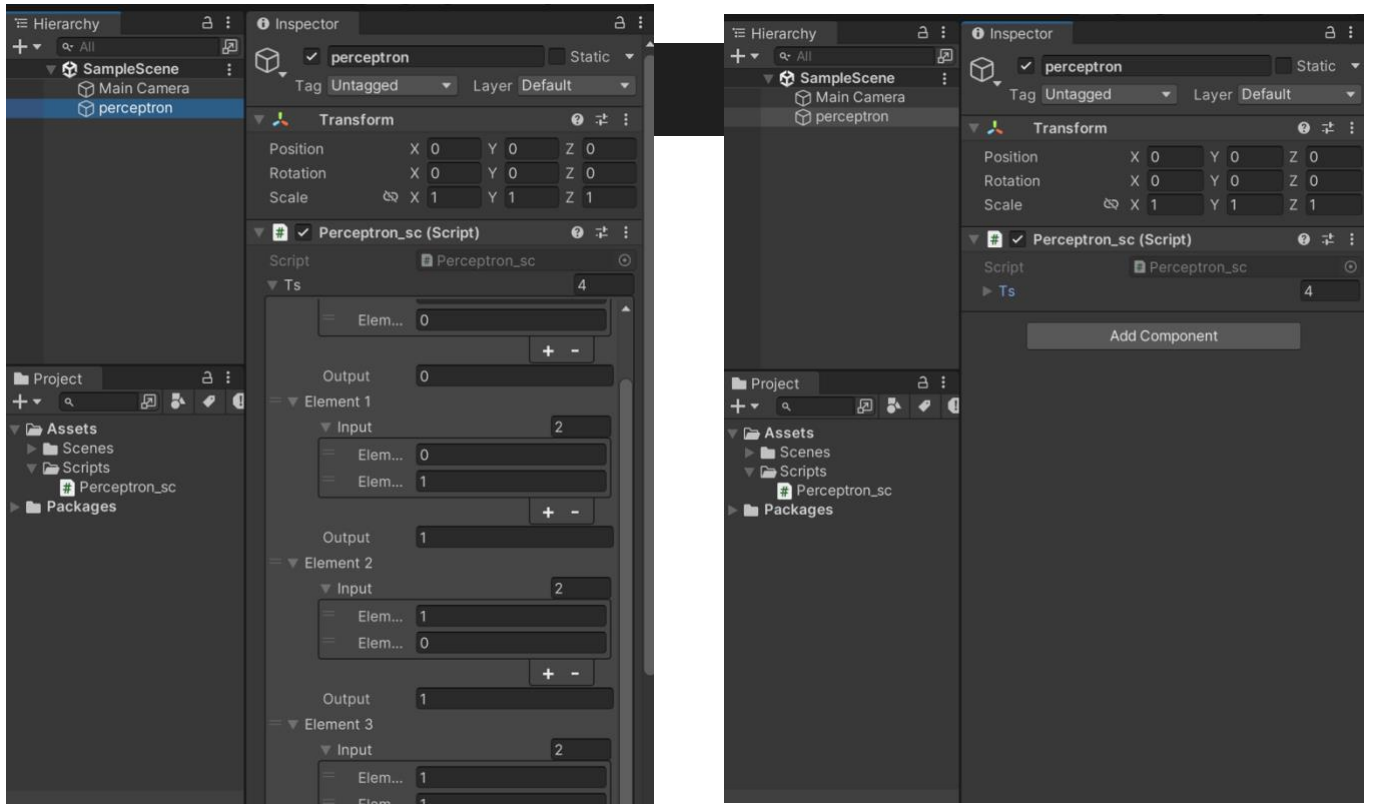 Hierarchy
All
SampleScene
Main Camera
perceptron
Project
Assets
Scenes
Scripts
# Perceptron_sc
Packages
Inspector
perceptron
Static
Tag Untagged Layer Default
Transform
Position X 0 Y 0 Z 0
Rotation X 0 Y 0 Z 0
Scale X 1 Y 1 Z 1
# Perceptron_sc (Script)
Script # Perceptron_sc
Ts 4
Elem... 0
+ -
Output 0
Element 1
Input 2
Elem... 0
Elem... 1
+ -
Output 1
Element 2
Input 2
Elem... 1
Elem... 0
+ -
Output 1
Element 3
Input 2
Elem... 1
Elem... 1
Hierarchy
All
SampleScene
Main Camera
perceptron
Project
Assets
Scenes
Scripts
# Perceptron_sc
Packages
Inspector
perceptron
Static
Tag Untagged Layer Default
Transform
Position X 0 Y 0 Z 0
Rotation X 0 Y 0 Z 0
Scale X 1 Y 1 Z 1
# Perceptron_sc (Script)
Script # Perceptron_sc
Ts 4
Add Component